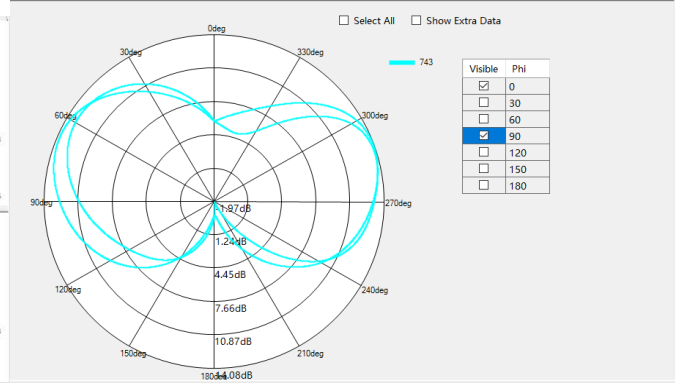 Select All
Show Extra Data
0deg
30deg
330deg
743
60deg
300deg
90deg
270deg
-1.97dB
1.24dB
4.45dB
120deg
240deg
7.66dB
10.87dB
150deg
210deg
180deg
14.08dB
Visible Phi
0
30
60
90
120
150
180